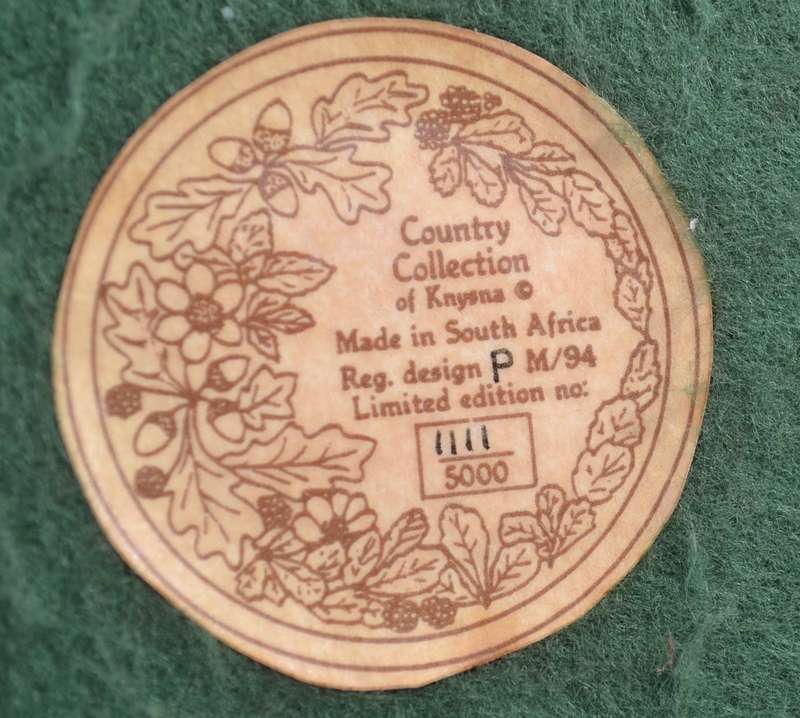 Country
Collection
of Knysna ©
Made in South Africa
Reg. design P M/94
Limited edition no:
1111
5000